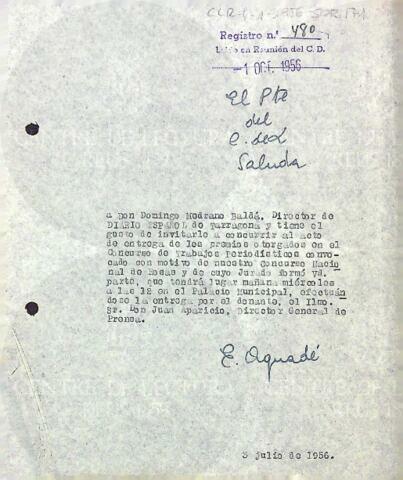 Registro n.º 480
Leído en Reunión del C. D.
-1 OCT. 1956
El Pte
del
C. de L
Saluda
a Don Domingo Medrano Baldá, Director de
DIARIO ESPAÑOL de Tarragona y tiene el
gusto de invitarle a concurrir al acto
de entrega de los premios otorgados en el
Concurso de Trabajos Periodísticos convo-
cado con motivo de nuestro Concurso Nacio
nal de Rosas y de cuyo Jurado formó Vd.
parte, que tendrá lugar mañana miércoles
a las 12 en el Palacio Municipal, efectuán
dose la entrega por el donante, el Ilmo.
Sr. Don Juan Aparicio, Director General de
Prensa.
E. Aguadé
3 julio de 1956.